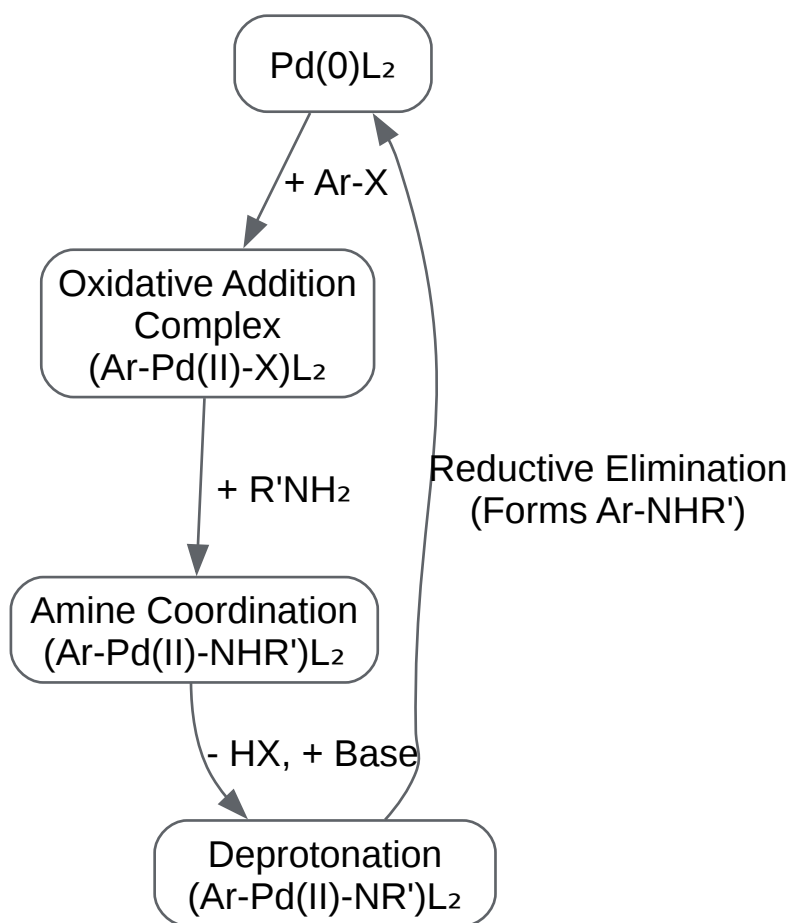 Pd(0)L₂
+ Ar-X
Oxidative Addition
Complex
(Ar-Pd(II)-X)L₂
+ R'NH₂
Reductive Elimination
(Forms Ar-NHR')
Amine Coordination
(Ar-Pd(II)-NHR')L₂
- HX, + Base
Deprotonation
(Ar-Pd(II)-NR')L₂